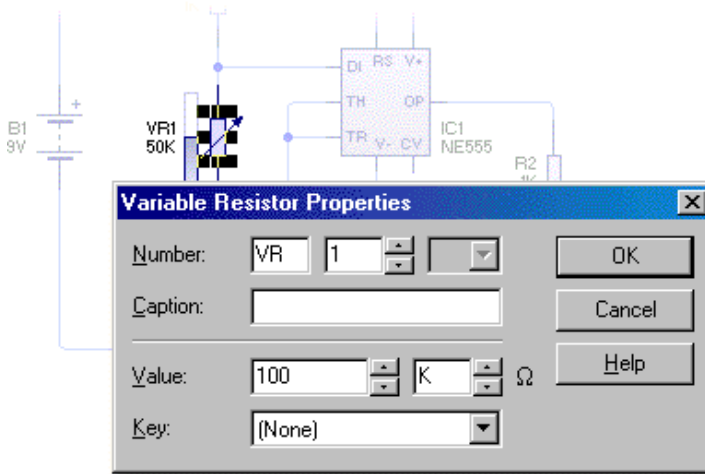 DI RS V+
TH OP
TR V- CV
B1
9V
VR1
50K
IC1
NE555
R2
1K
Variable Resistor Properties
Number: VR 1
OK
Caption:
Cancel
Value: 100 K Ω
Help
Key: (None)